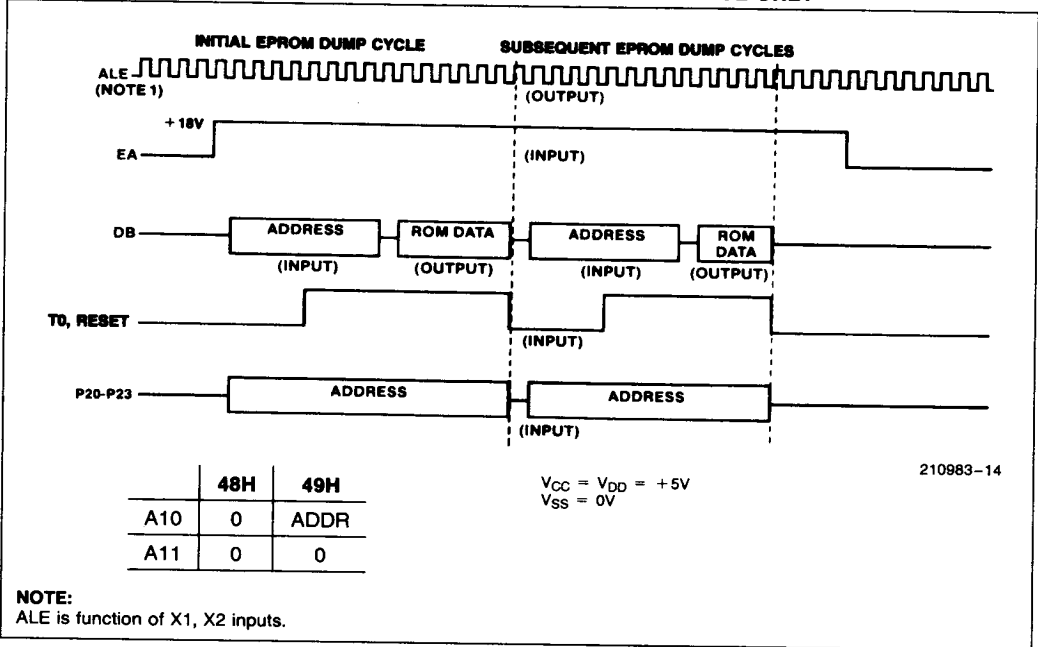 INITIAL EPROM DUMP CYCLE
SUBSEQUENT EPROM DUMP CYCLES
ALE
(NOTE 1)
(OUTPUT)
+18V
EA
(INPUT)
DB
ADDRESS
ROM DATA
ADDRESS
ROM
DATA
(INPUT)
(OUTPUT)
(INPUT)
(OUTPUT)
T0, RESET
(INPUT)
P20-P23
ADDRESS
ADDRESS
(INPUT)
210983-14
48H 49H
A10 0 ADDR
A11 0 0
VCC = VDD = +5V
VSS = 0V
NOTE:
ALE is function of X1, X2 inputs.